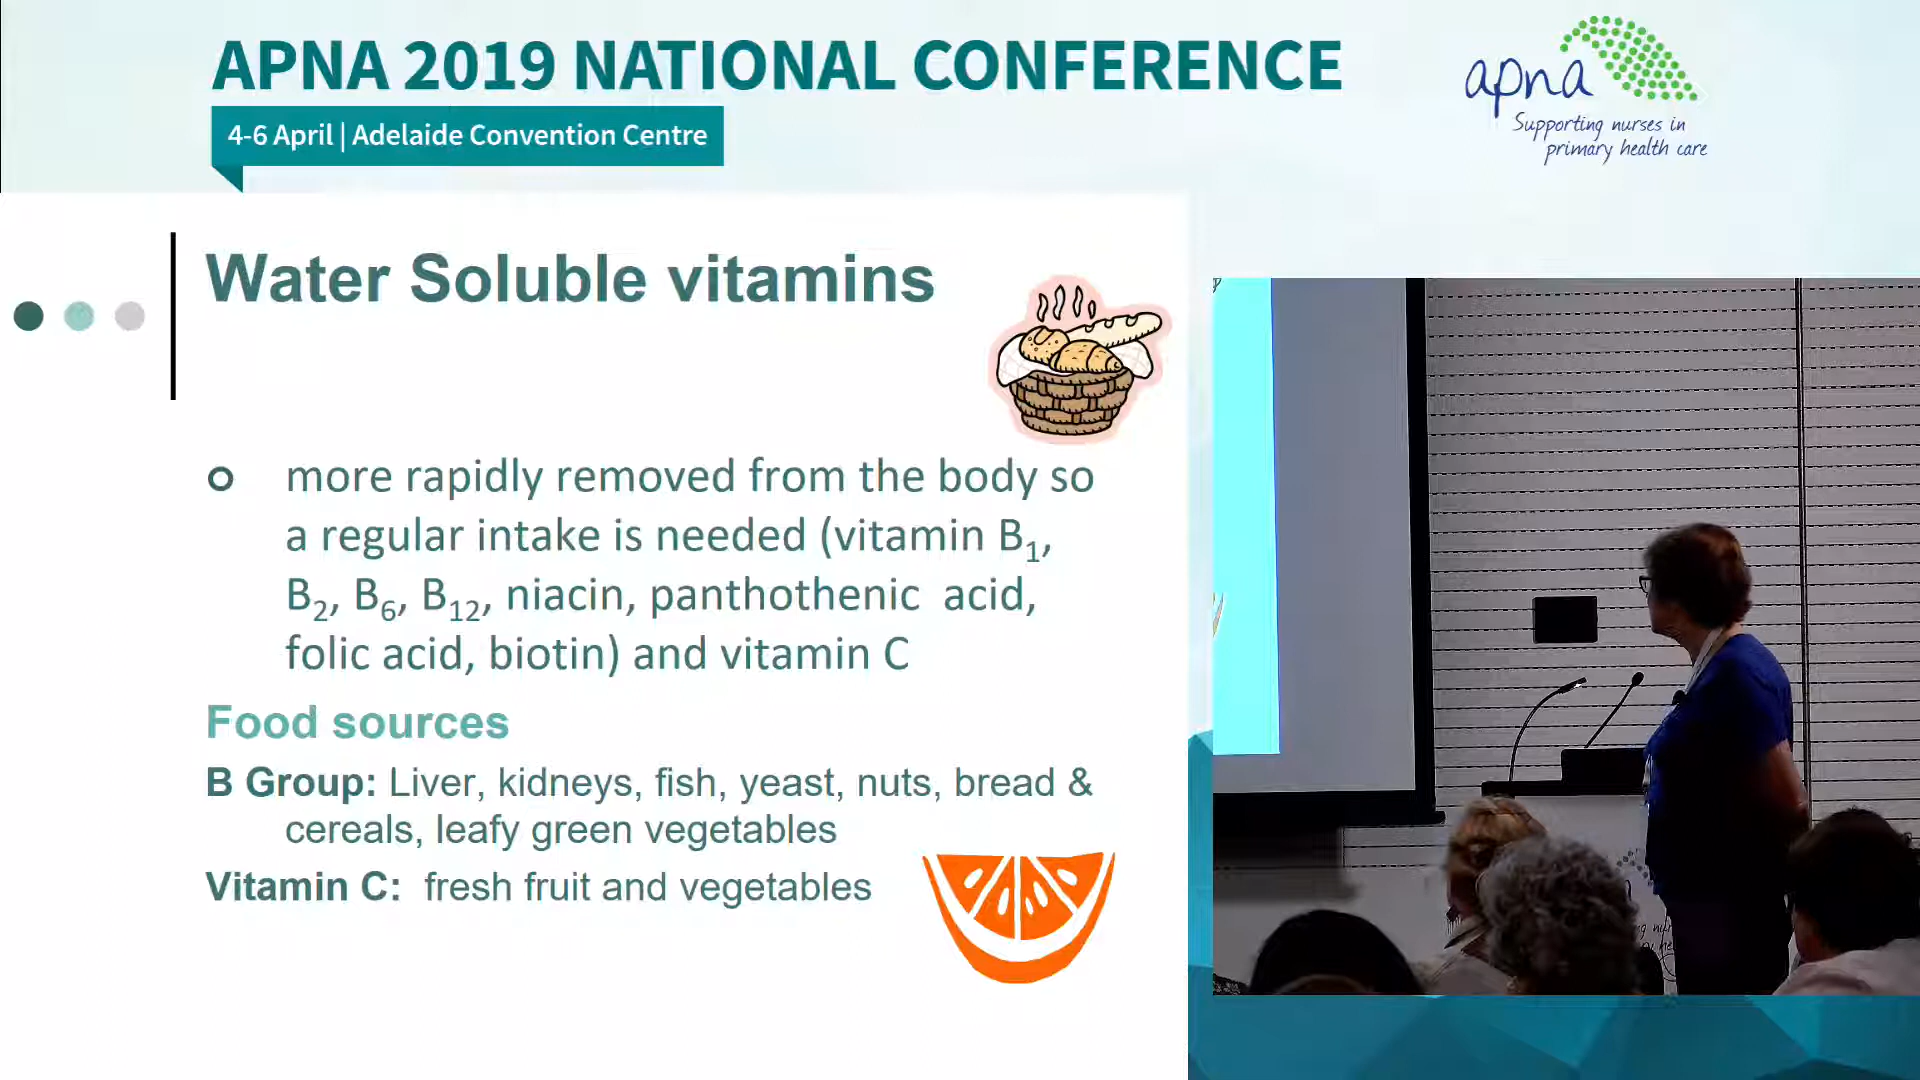 APNA 2019 NATIONAL CONFERENCE
4-6 April | Adelaide Convention Centre
apna
Supporting nurses in
primary health care
Water Soluble vitamins
more rapidly removed from the body so
a regular intake is needed (vitamin B₁,
B₂, B₆, B₁₂, niacin, panthothenic acid,
folic acid, biotin) and vitamin C
Food sources
B Group: Liver, kidneys, fish, yeast, nuts, bread &
cereals, leafy green vegetables
Vitamin C: fresh fruit and vegetables